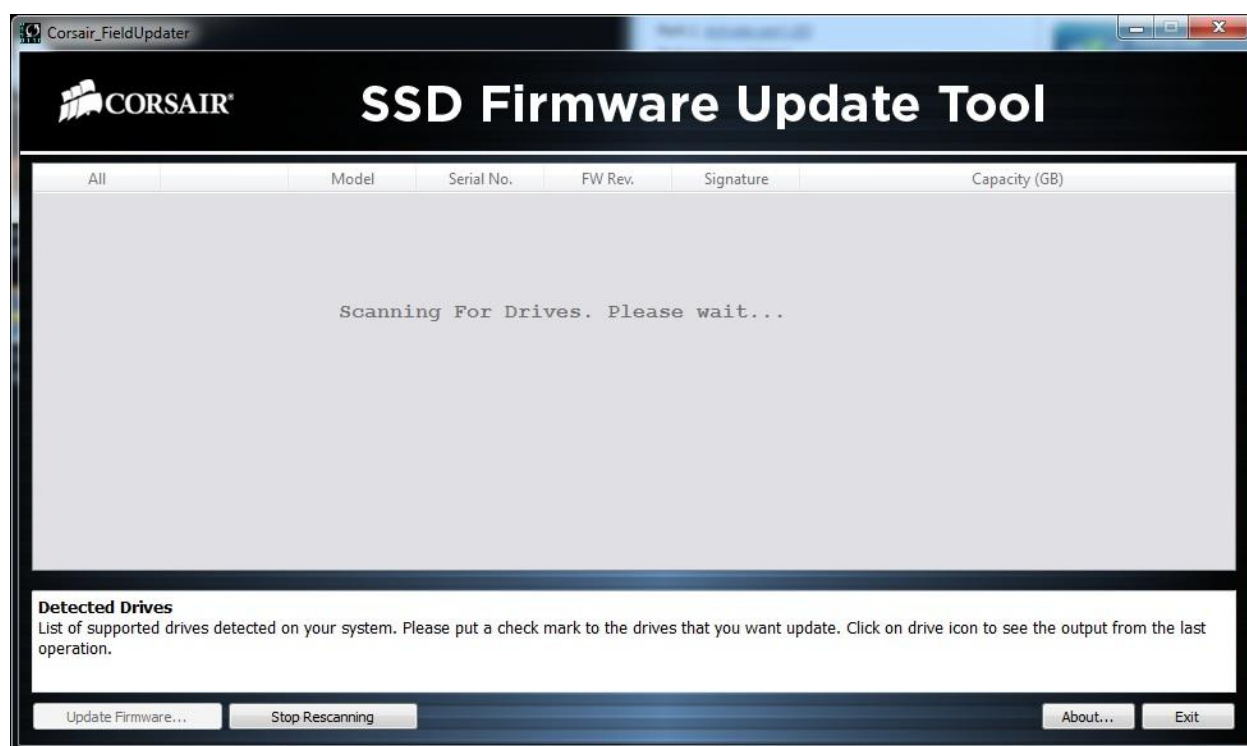 Corsair_FieldUpdater
CORSAIR® SSD Firmware Update Tool
All Model Serial No. FW Rev. Signature Capacity (GB)
Scanning For Drives. Please wait...
Detected Drives
List of supported drives detected on your system. Please put a check mark to the drives that you want update. Click on drive icon to see the output from the last
operation.
Update Firmware... Stop Rescanning About... Exit